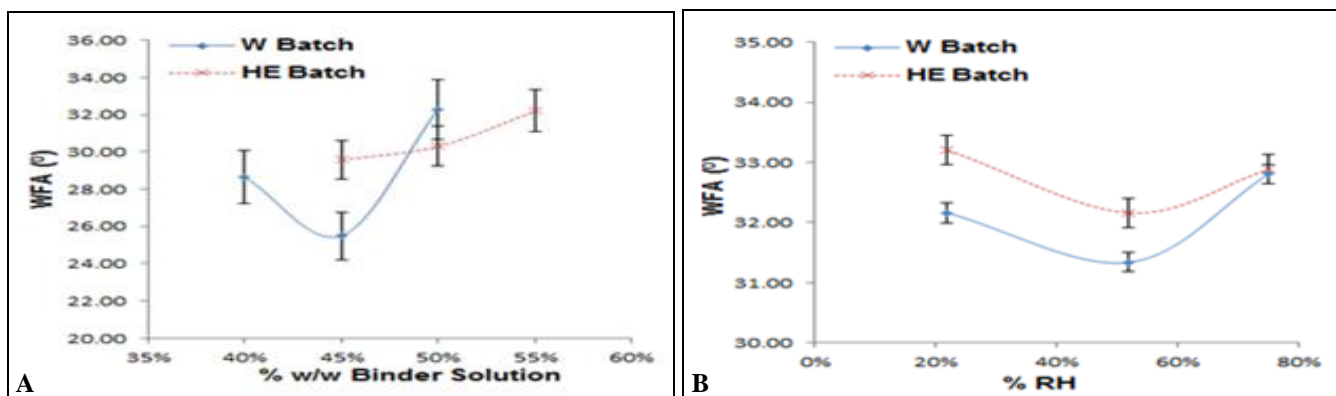 36.00
34.00
32.00
30.00
28.00
26.00
24.00
22.00
20.00
WFA (⁰)
W Batch
HE Batch
35% 40% 45% 50% 55% 60%
% w/w Binder Solution
A
35.00
34.00
33.00
32.00
31.00
30.00
WFA (⁰)
W Batch
HE Batch
0% 20% 40% 60% 80%
% RH
B